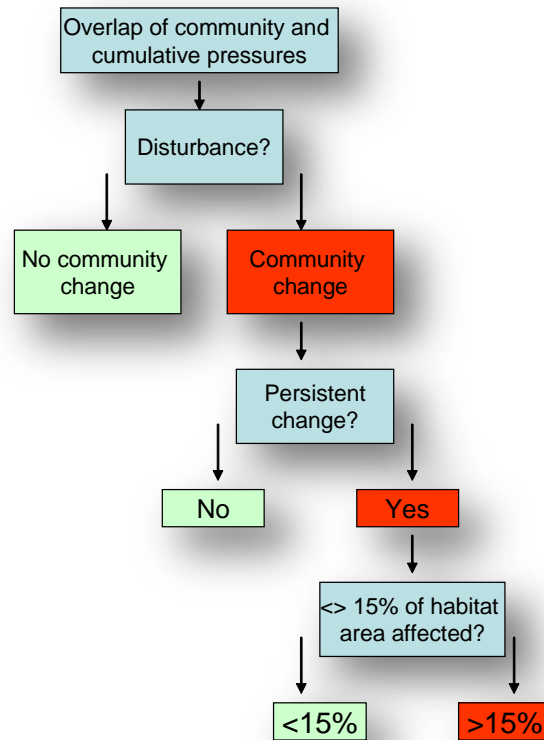 Overlap of community and
cumulative pressures
Disturbance?
No community
change
Community
change
Persistent
change?
No
Yes
<> 15% of habitat
area affected?
<15%
>15%